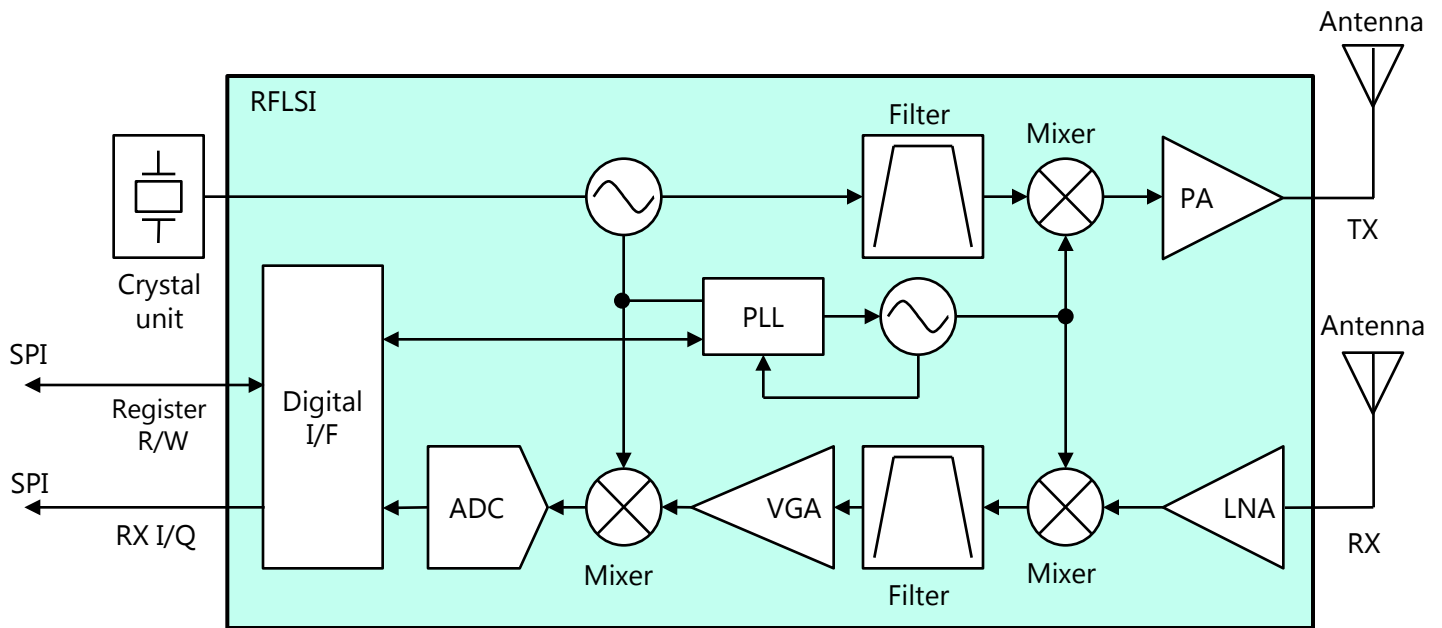 Antenna
RFLSI
Filter
Mixer
PA
TX
Crystal
unit
PLL
Antenna
SPI
Register
R/W
Digital
I/F
SPI
RX I/Q
ADC
Mixer
VGA
Filter
Mixer
LNA
RX